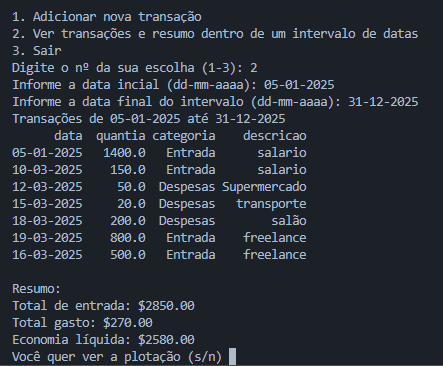 1. Adicionar nova transação
2. Ver transações e resumo dentro de um intervalo de datas
3. Sair
Digite o nº da sua escolha (1-3): 2
Informe a data incial (dd-mm-aaaa): 05-01-2025
Informe a data final do intervalo (dd-mm-aaaa): 31-12-2025
Transações de 05-01-2025 até 31-12-2025
data quantia categoria descricao
05-01-2025 1400.0 Entrada salario
10-03-2025 150.0 Entrada salario
12-03-2025 50.0 Despesas Supermercado
15-03-2025 20.0 Despesas transporte
18-03-2025 200.0 Despesas salão
19-03-2025 800.0 Entrada freelance
16-03-2025 500.0 Entrada freelance
Resumo:
Total de entrada: $2850.00
Total gasto: $270.00
Economia líquida: $2580.00
Você quer ver a plotação (s/n)